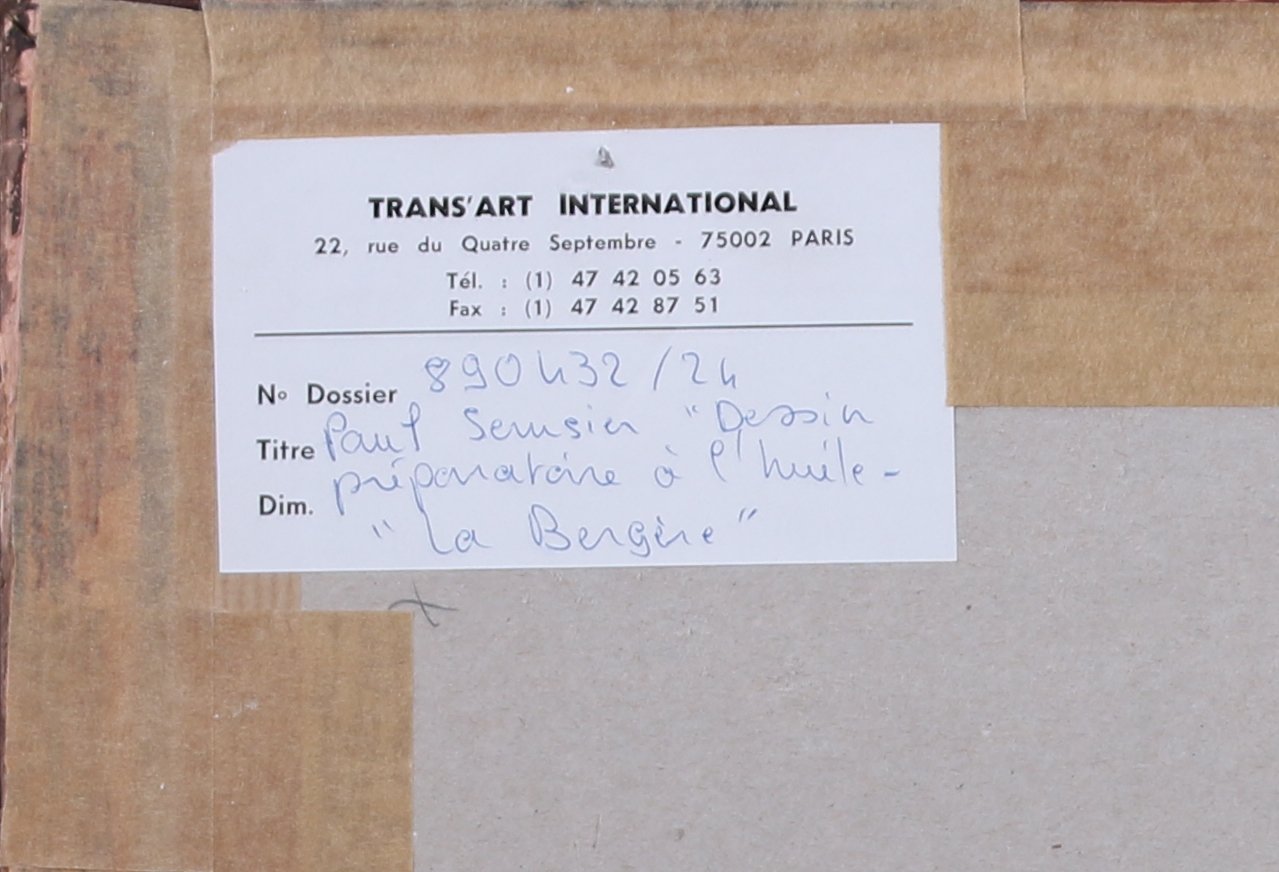 TRANS'ART INTERNATIONAL
22, rue du Quatre Septembre - 75002 PARIS
Tél. : (1) 47 42 05 63
Fax : (1) 47 42 87 51
No Dossier 890432/24
Titre Paul Serusier "Dessin
Dim. préparatoire à l'huile -
"La Bergère"